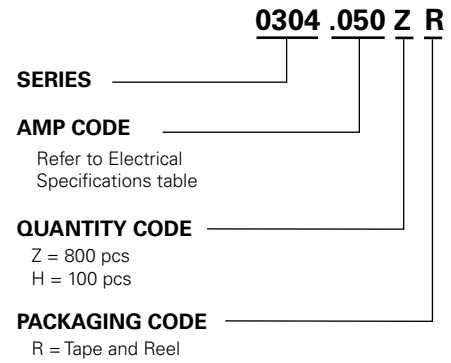 0304 .050 Z R
SERIES
AMP CODE
Refer to Electrical
Specifications table
QUANTITY CODE
Z = 800 pcs
H = 100 pcs
PACKAGING CODE
R = Tape and Reel